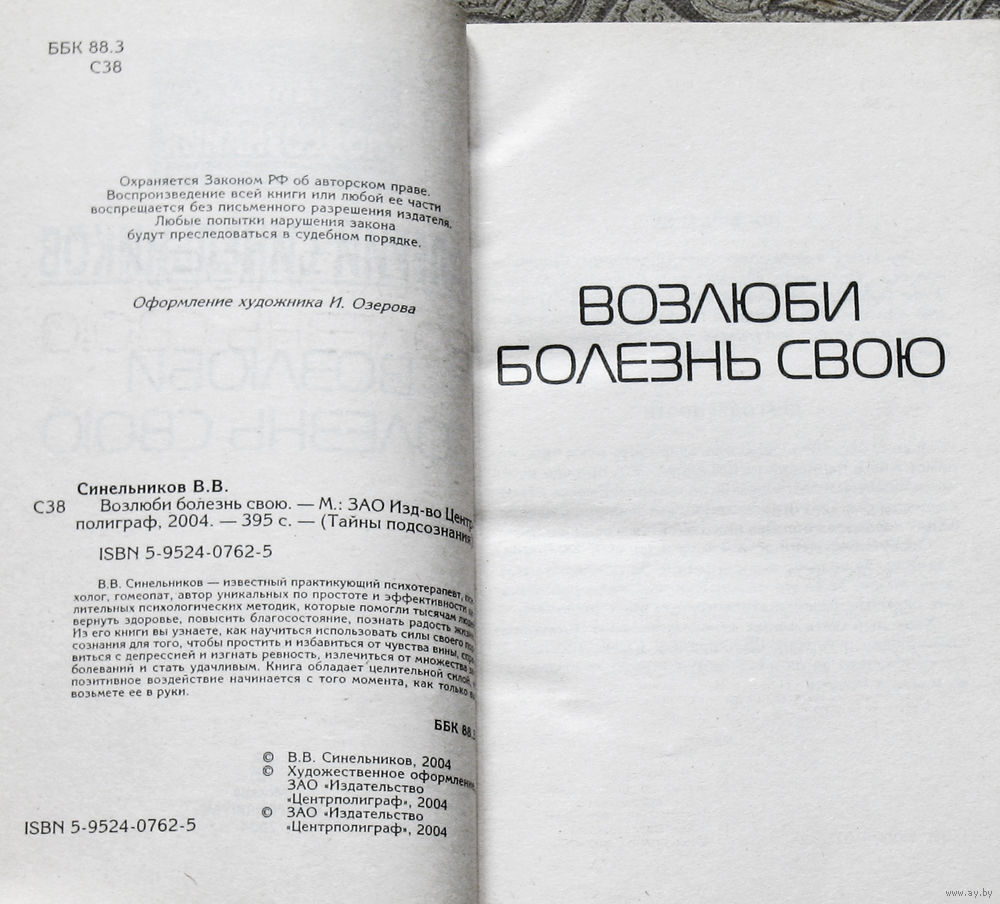 ББК 88.3
С38
Охраняется Законом РФ об авторском праве.
Воспроизведение всей книги или любой ее части
воспрещается без письменного разрешения издателя.
Любые попытки нарушения закона
будут преследоваться в судебном порядке.
Оформление художника И. Озерова
Синельников В.В.
С38 Возлюби болезнь свою. — М.: ЗАО Изд-во Центр
полиграф, 2004. — 395 с. — (Тайны подсознания)
ISBN 5-9524-0762-5
В.В. Синельников — известный практикующий психотерапевт,
холог, гомеопат, автор уникальных по простоте и эффективности
лительных психологических методик, которые помогли тысячам
вернуть здоровье, повысить благосостояние, познать радость
Из его книги вы узнаете, как научиться использовать силы своего
сознания для того, чтобы простить и избавиться от чувства вины,
виться с депрессией и изгнать ревность, излечиться от множества
болеваний и стать удачливым. Книга обладает целительной силой,
позитивное воздействие начинается с того момента, как только
возьмете ее в руки.
ББК 88.3
© В.В. Синельников, 2004
© Художественное оформление,
ЗАО «Издательство
«Центрполиграф», 2004
© ЗАО «Издательство
«Центрполиграф», 2004
ISBN 5-9524-0762-5
ВОЗЛЮБИ
БОЛЕЗНЬ СВОЮ
www.ay.by